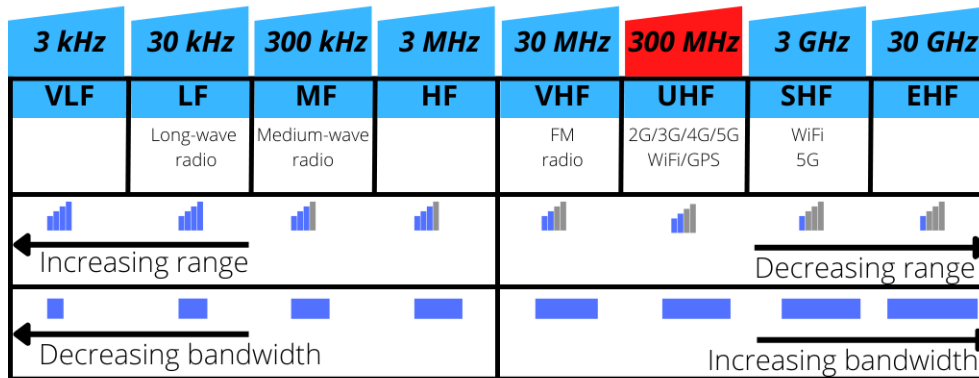 3 kHz 30 kHz 300 kHz 3 MHz 30 MHz 300 MHz 3 GHz 30 GHz
VLF LF MF HF VHF UHF SHF EHF
Long-wave Medium-wave FM 2G/3G/4G/5G WiFi
radio radio radio WiFi/GPS 5G
Increasing range Decreasing range
Decreasing bandwidth Increasing bandwidth